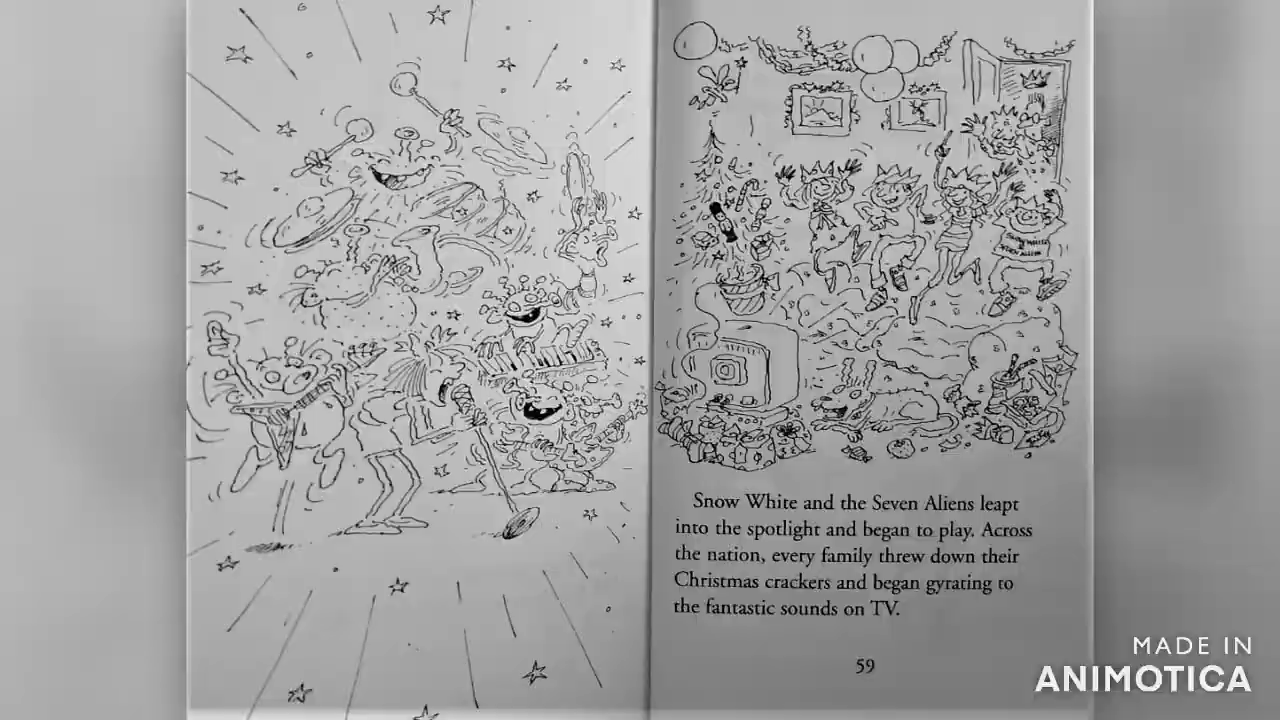 Snow White and the Seven Aliens leapt
into the spotlight and began to play. Across
the nation, every family threw down their
Christmas crackers and began gyrating to
the fantastic sounds on TV.
59
MADE IN
ANIMOTICA